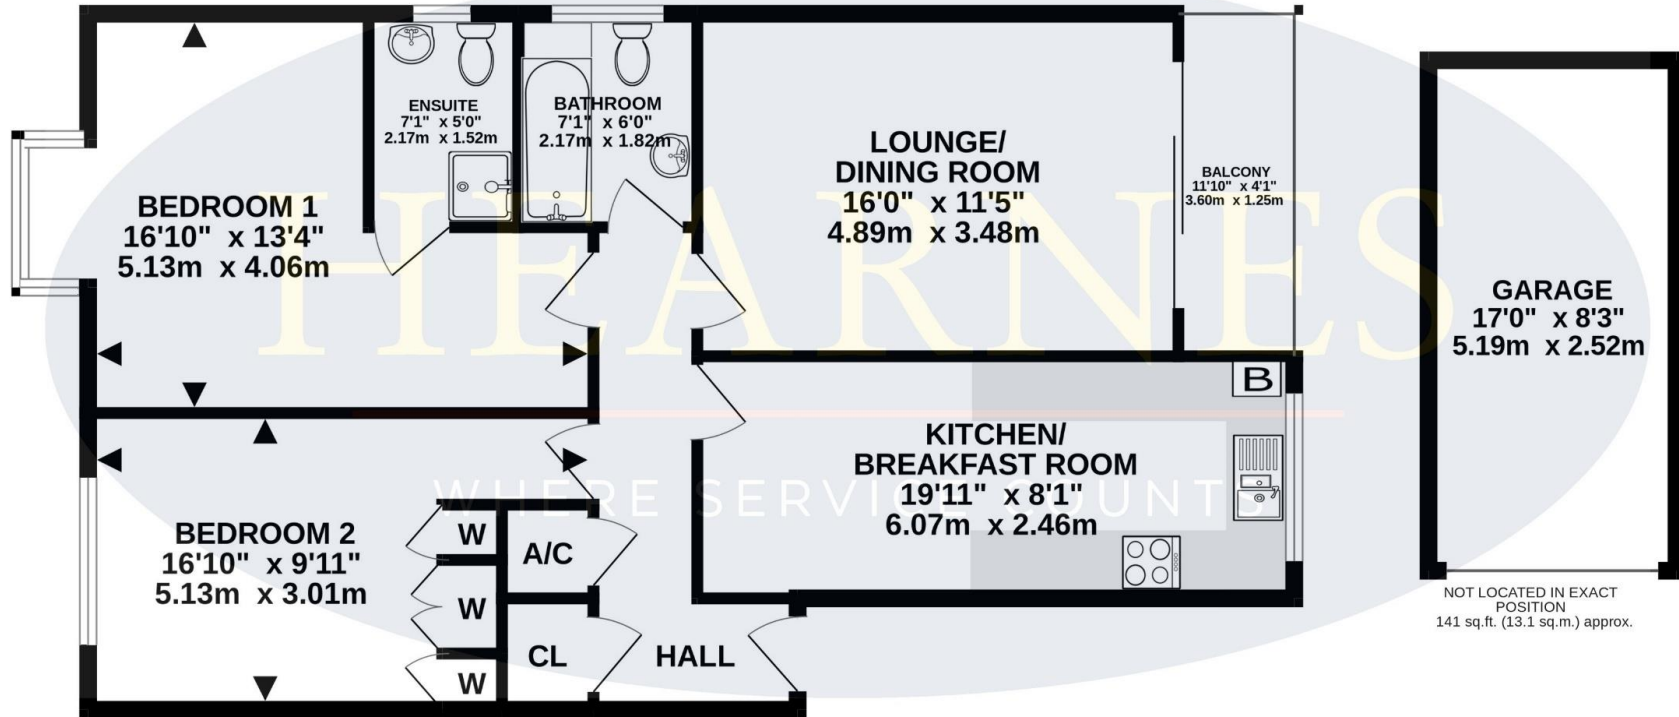 ENSUITE
7'1" x 5'0"
2.17m x 1.52m
BATHROOM
7'1" x 6'0"
2.17m x 1.82m
LOUNGE/
DINING ROOM
16'0" x 11'5"
4.89m x 3.48m
BALCONY
11'10" x 4'1"
3.60m x 1.25m
BEDROOM 1
16'10" x 13'4"
5.13m x 4.06m
HEARNES
WHERE SERVICE COUNTS
GARAGE
17'0" x 8'3"
5.19m x 2.52m
NOT LOCATED IN EXACT
POSITION
141 sq.ft. (13.1 sq.m.) approx.
B
KITCHEN/
BREAKFAST ROOM
19'11" x 8'1"
6.07m x 2.46m
BEDROOM 2
16'10" x 9'11"
5.13m x 3.01m
W
W
W
A/C
CL
HALL